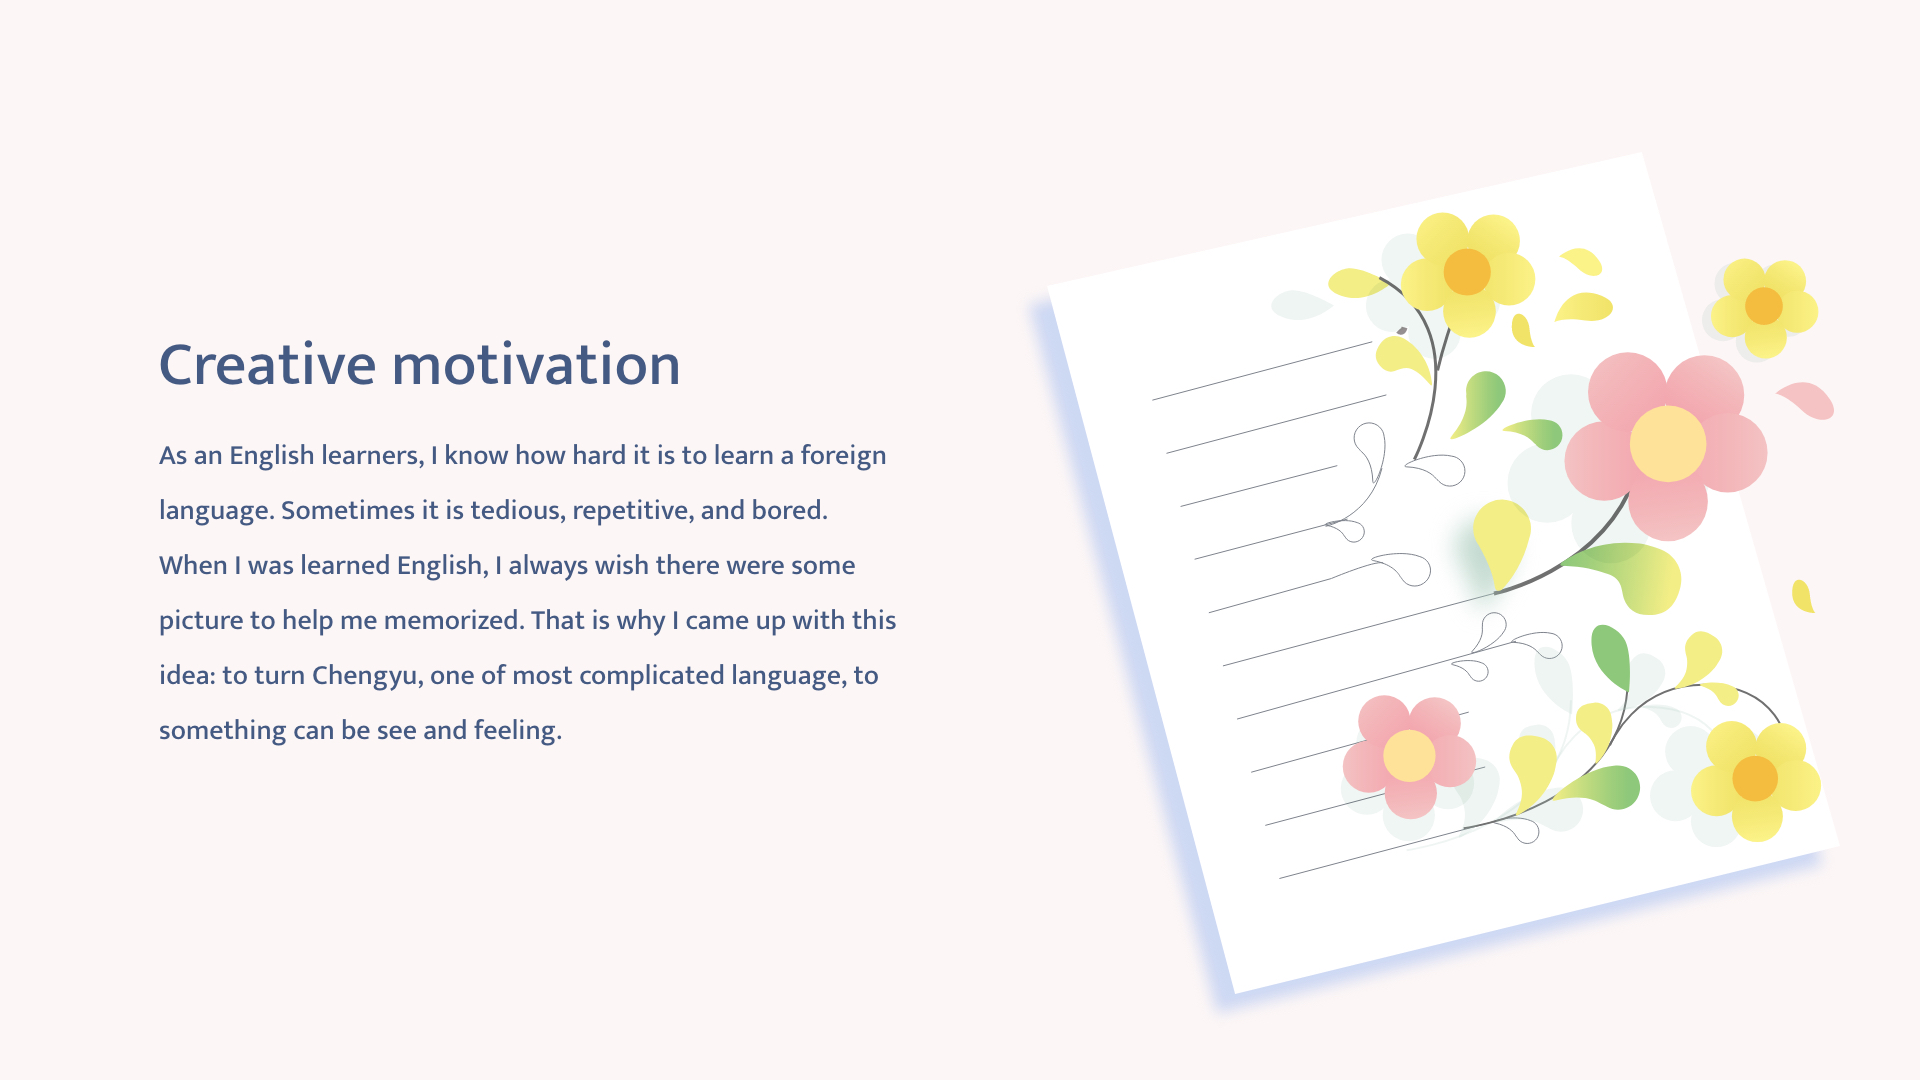 Creative motivation
As an English learners, I know how hard it is to learn a foreign
language. Sometimes it is tedious, repetitive, and bored.
When I was learned English, I always wish there were some
picture to help me memorized. That is why I came up with this
idea: to turn Chengyu, one of most complicated language, to
something can be see and feeling.